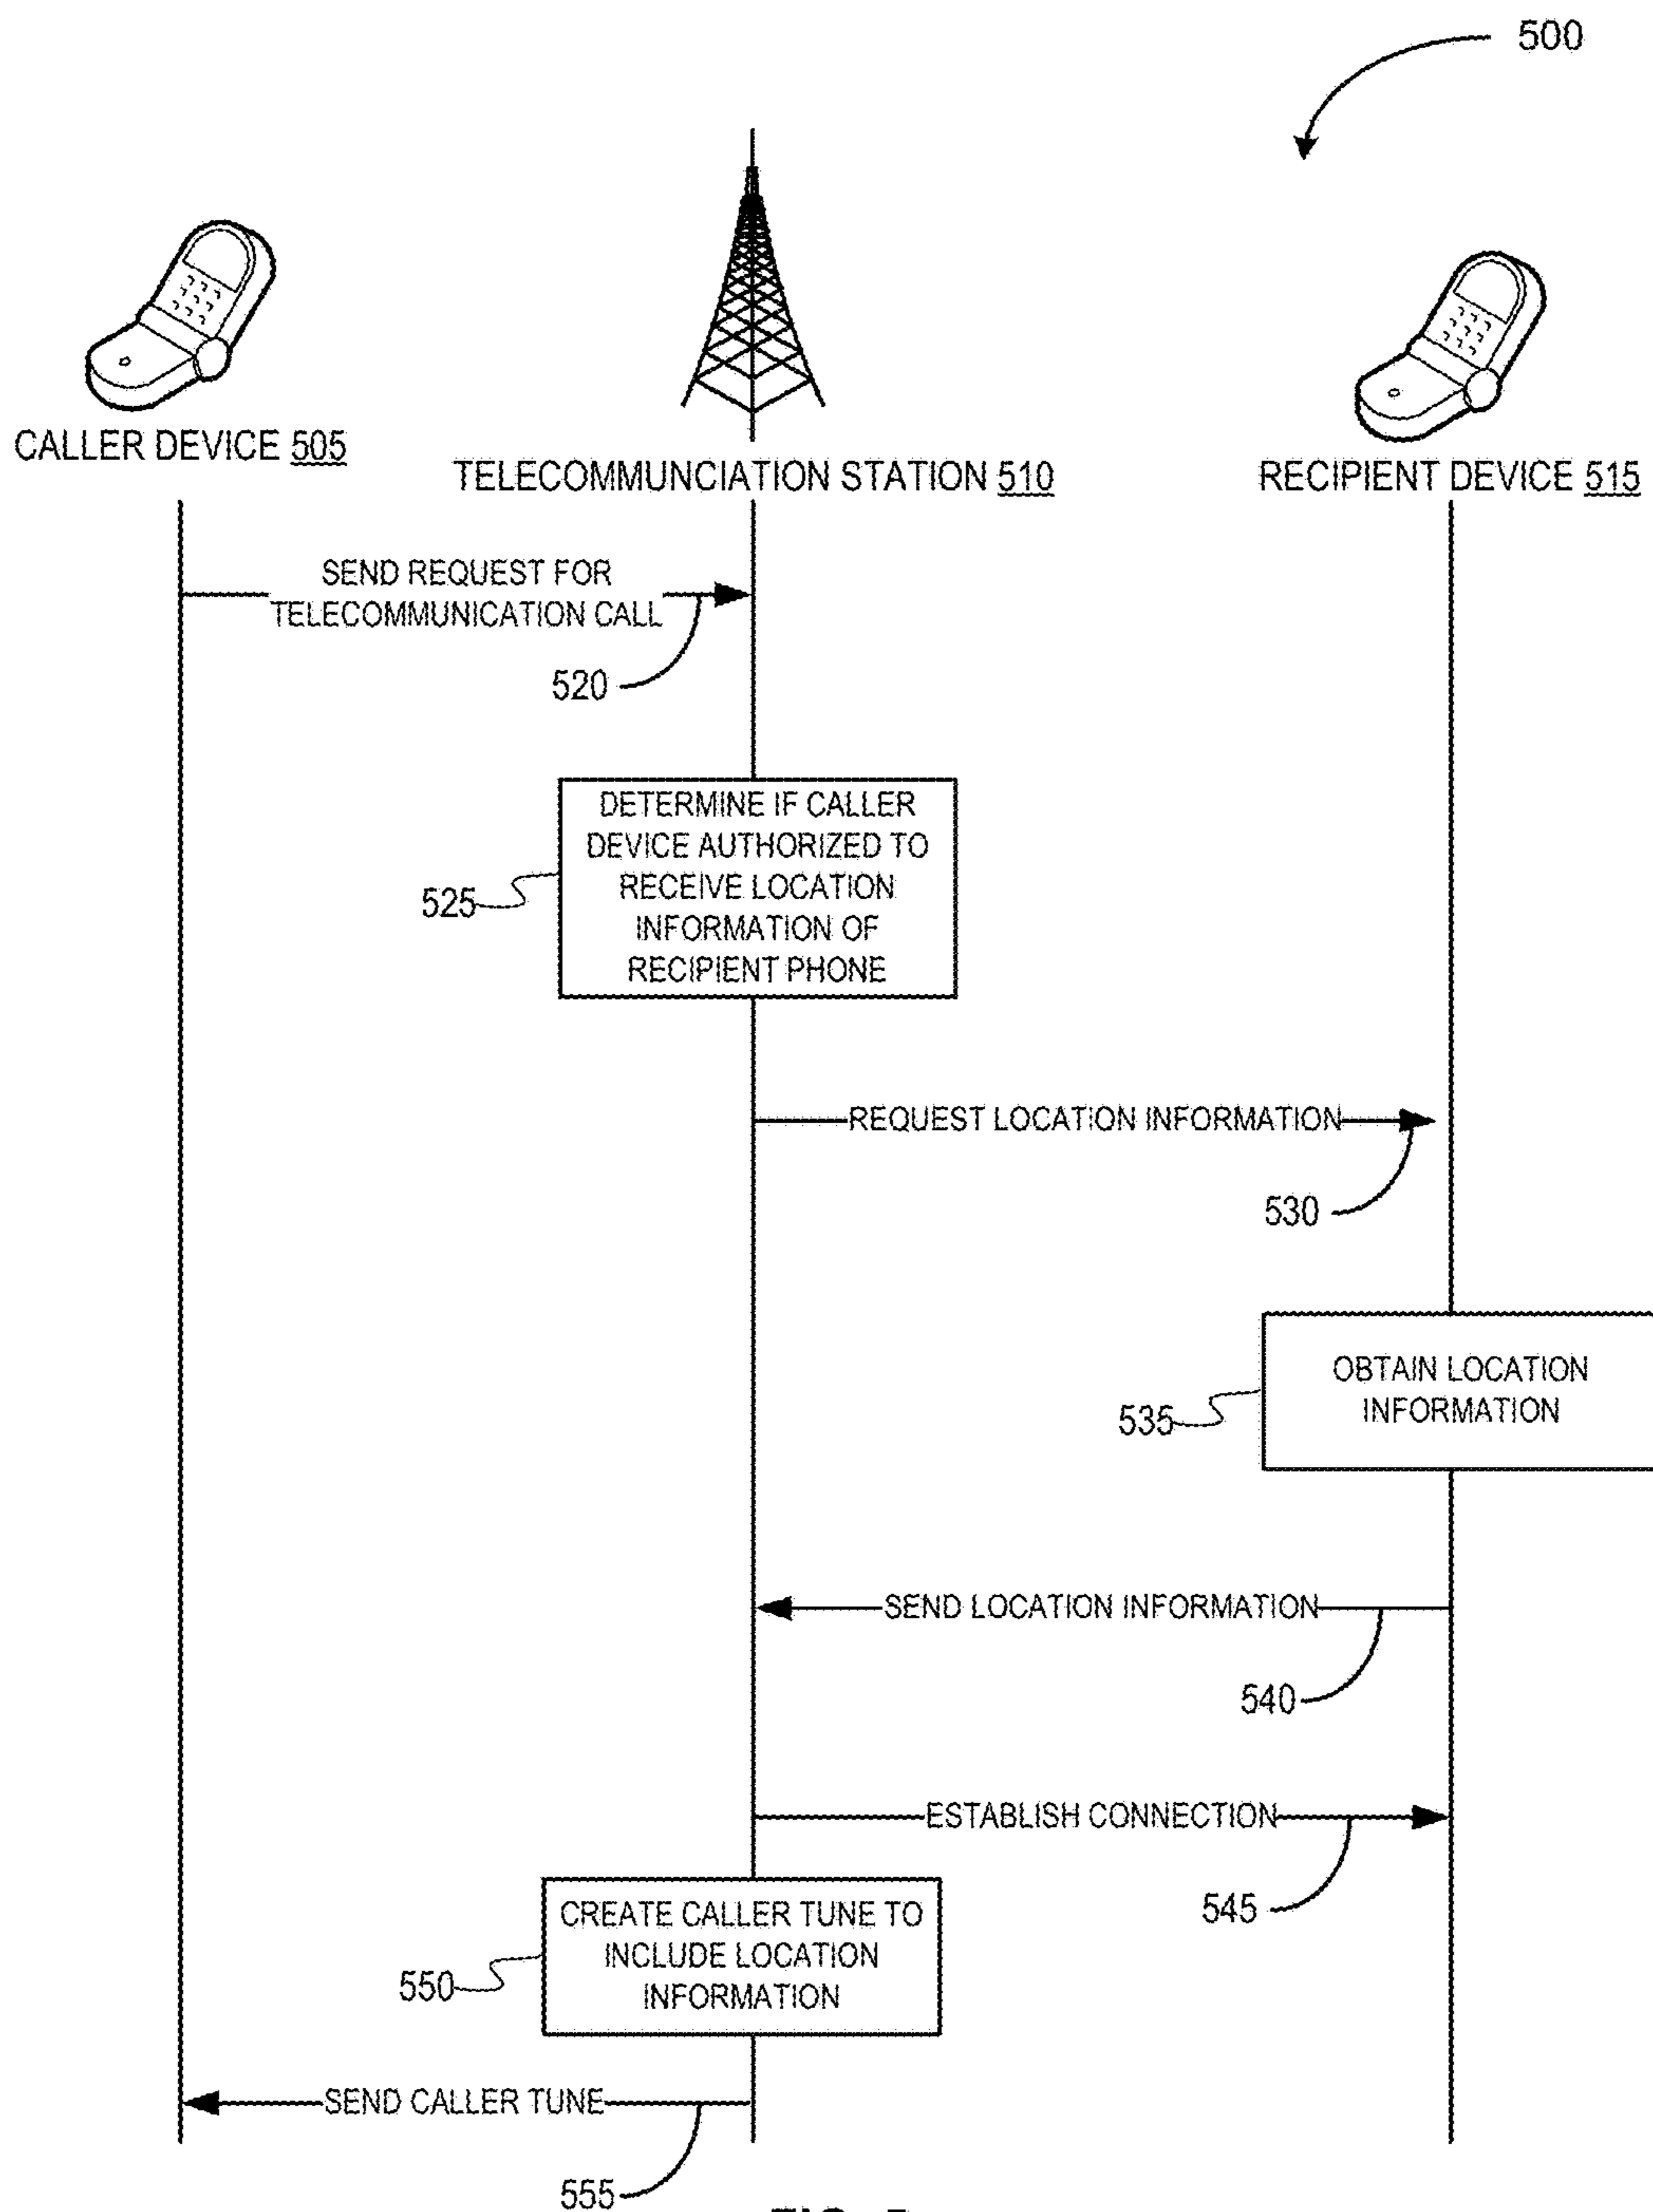 500
CALLER DEVICE 505
TELECOMMUNCIATION STATION 510
RECIPIENT DEVICE 515
SEND REQUEST FOR
TELECOMMUNICATION CALL
520
DETERMINE IF CALLER
DEVICE AUTHORIZED TO
RECEIVE LOCATION
INFORMATION OF
RECIPIENT PHONE
525
REQUEST LOCATION INFORMATION
530
OBTAIN LOCATION
INFORMATION
535
SEND LOCATION INFORMATION
540
ESTABLISH CONNECTION
545
CREATE CALLER TUNE TO
INCLUDE LOCATION
INFORMATION
550
SEND CALLER TUNE
555